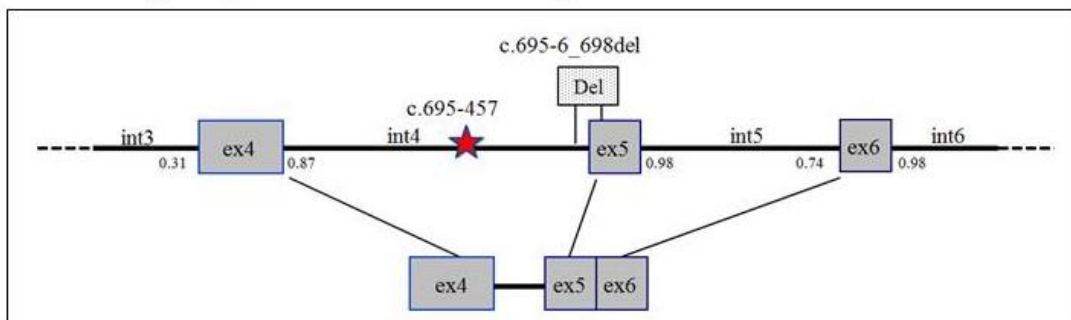 c.695-6_698del
Del
c.695-457
int3 ex4 int4 ex5 int5 ex6 int6
0.31 0.87 0.98 0.74 0.98
ex4 ex5 ex6